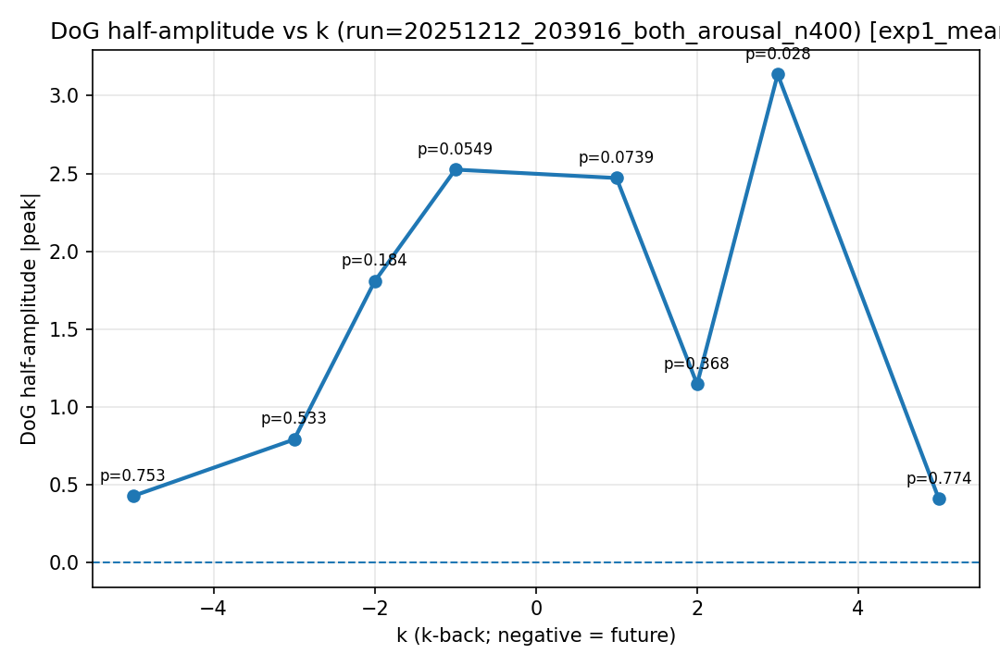 DoG half-amplitude vs k (run=20251212_203916_both_arousal_n400) [exp1_mear
p=0.028
3.0
p=0.0549
p=0.0739
2.5
2.0
p=0.184
1.5
p=0.368
1.0
p=0.533
0.5
p=0.753
p=0.774
0.0
DoG half-amplitude |peak|
−4
−2
0
2
4
k (k-back; negative = future)